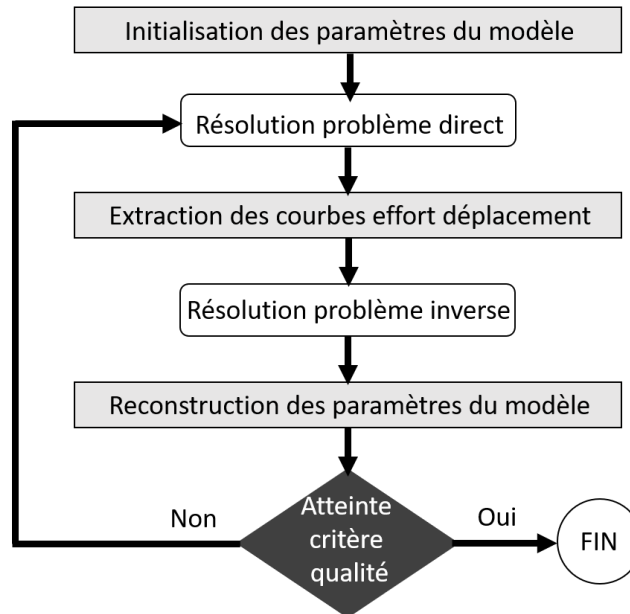 Initialisation des paramètres du modèle
Résolution problème direct
Extraction des courbes effort déplacement
Résolution problème inverse
Reconstruction des paramètres du modèle
Atteinte
critère
qualité
Non
Oui
FIN